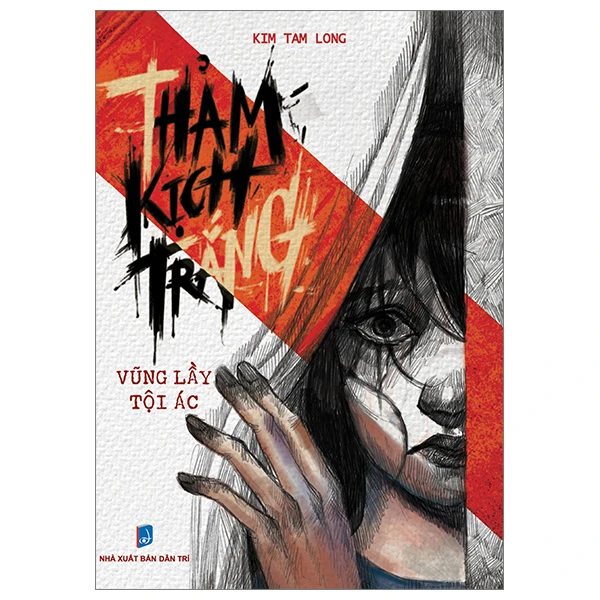 KIM TAM LONG
THẢM
KỊCH
TRẮNG
VŨNG LẦY
TỘI ÁC
NHÀ XUẤT BẢN DÂN TRÍ